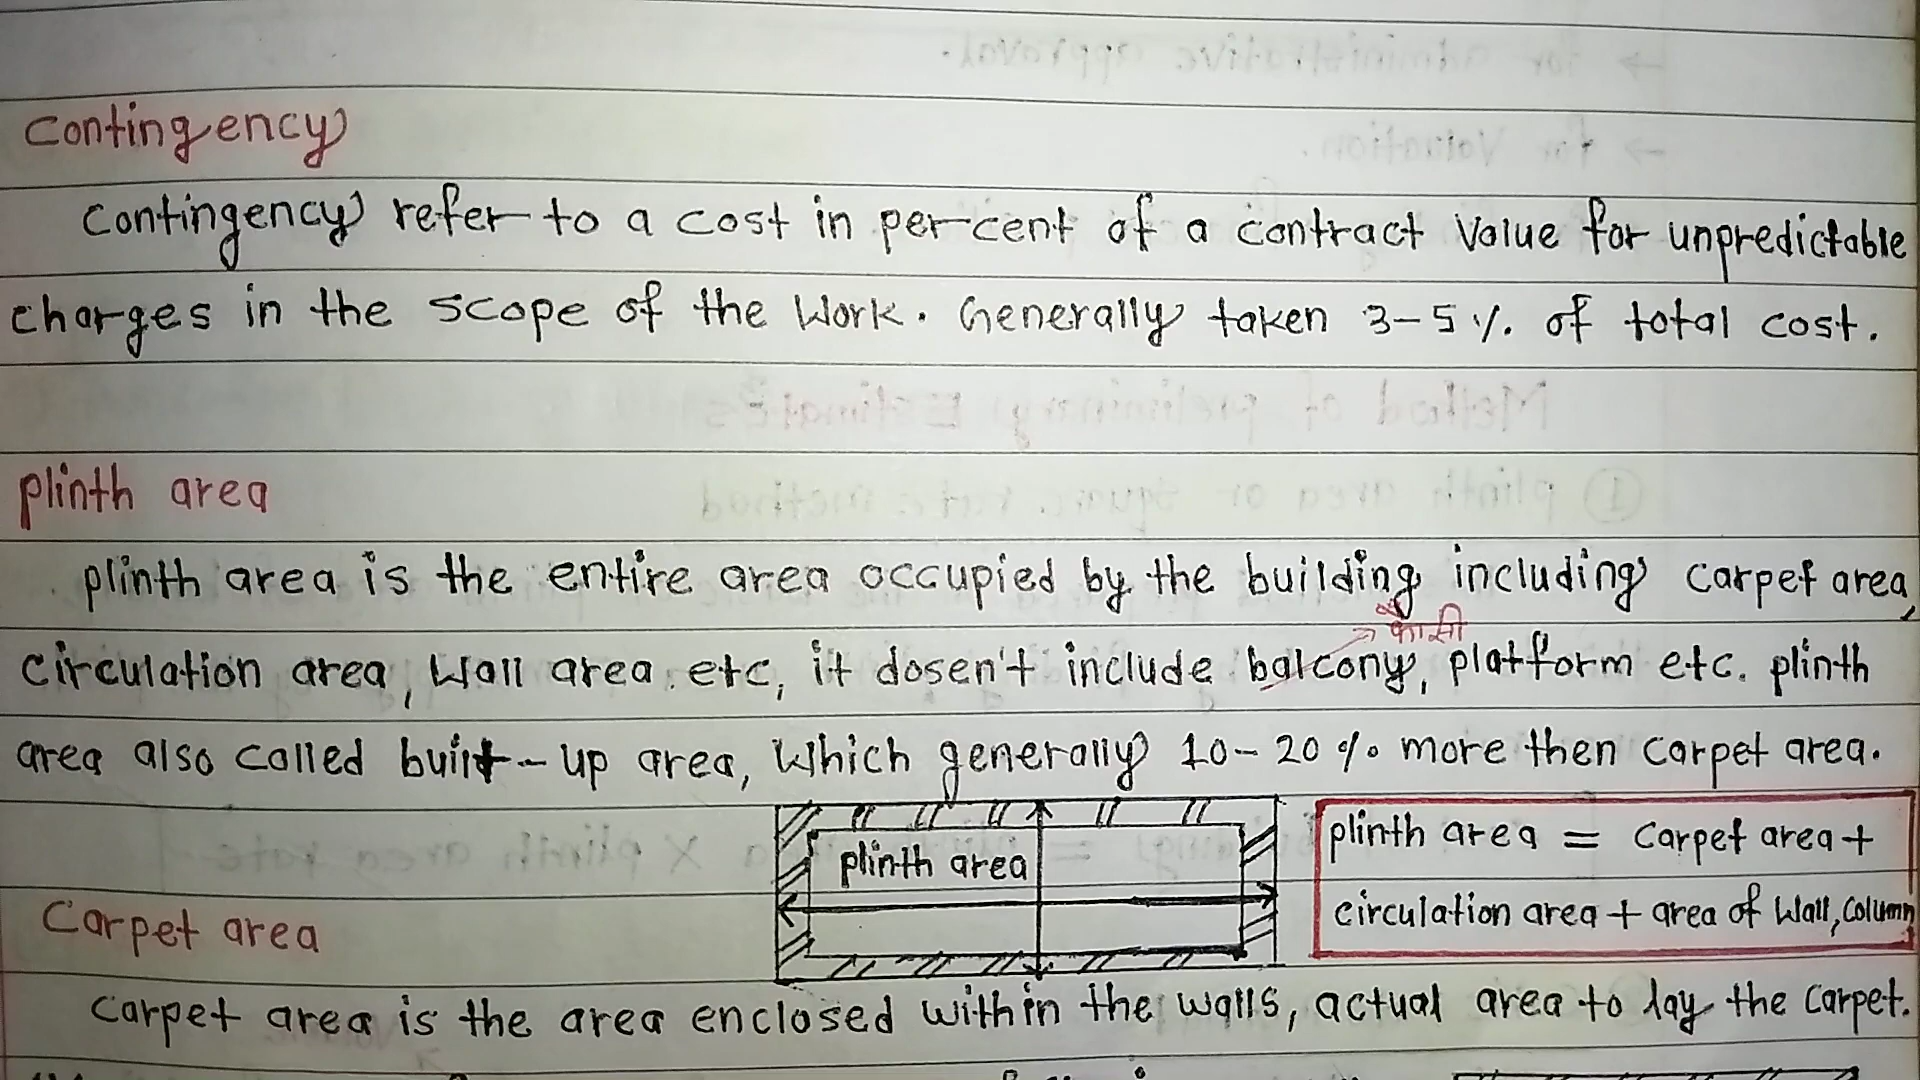 Contingency
Contingency refer to a cost in percent of a contract value for unpredictable
charges in the scope of the work. Generally taken 3-5%. of total cost.
plinth area
plinth area is the entire area occupied by the building including carpet area,
→ कौसी
circulation area, wall area etc, it dosen't include balcony, platform etc. plinth
area also called built-up area, which generally 10-20% more then carpet area.
plinth area
plinth area = carpet area +
circulation area + area of wall, column
Carpet area
carpet area is the area enclosed within the walls, actual area to lay the carpet.